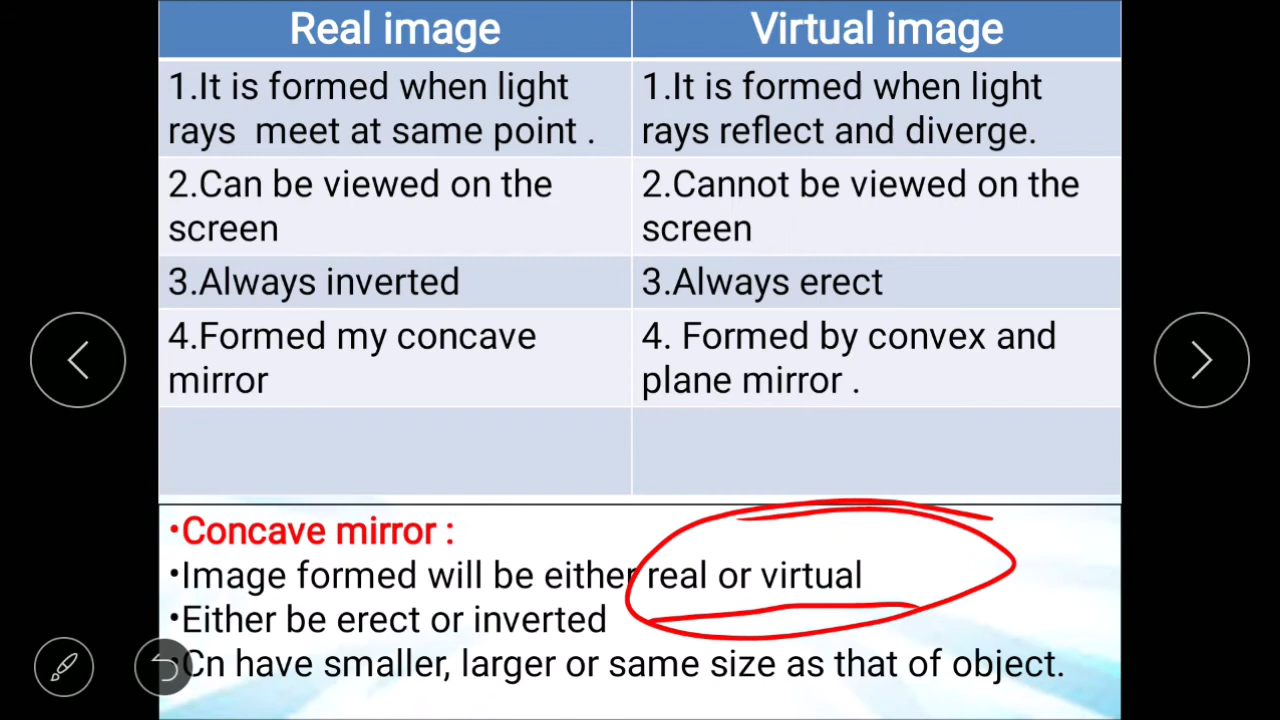 Real image
Virtual image
1.It is formed when light
rays meet at same point .
1.It is formed when light
rays reflect and diverge.
2.Can be viewed on the
screen
2.Cannot be viewed on the
screen
3.Always inverted
3.Always erect
4.Formed my concave
mirror
4. Formed by convex and
plane mirror .
•Concave mirror :
•Image formed will be either real or virtual
•Either be erect or inverted
•Cn have smaller, larger or same size as that of object.